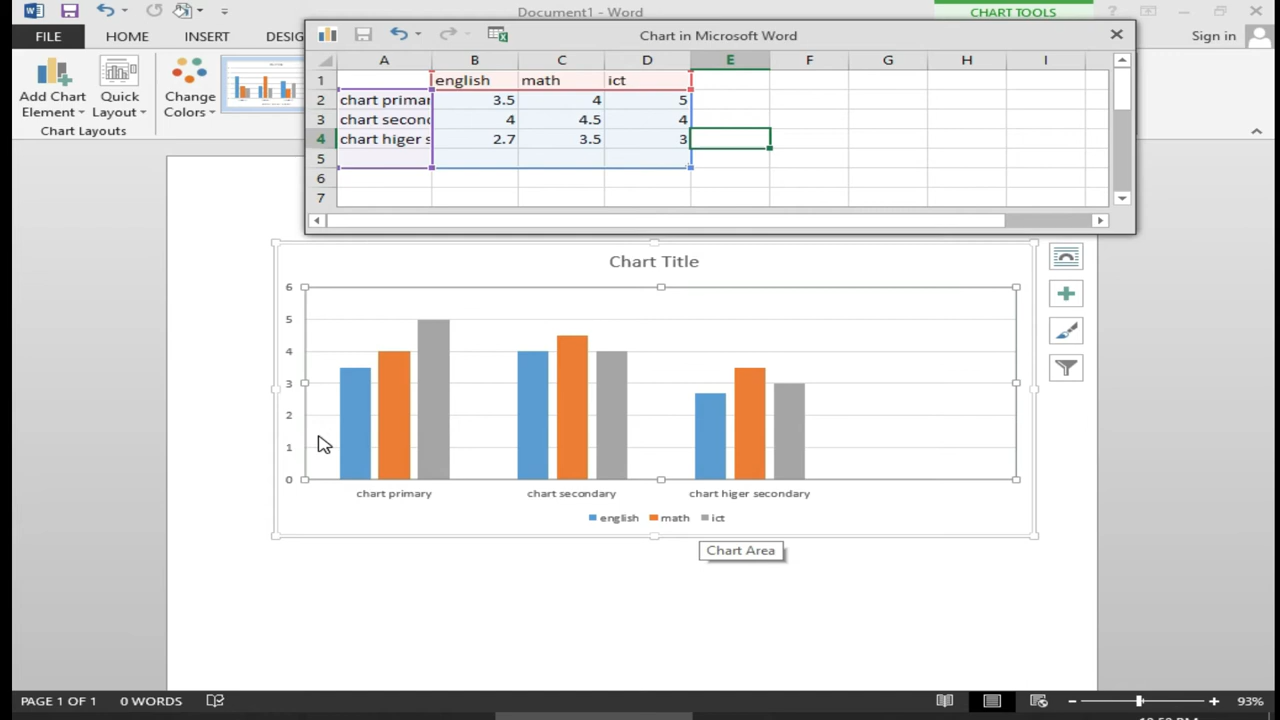 Document1 - Word
CHART TOOLS
?
FILE
HOME
INSERT
DESIG
Sign in
Chart in Microsoft Word
Add Chart
Element
Quick
Layout
Change
Colors
Chart Layouts
A B C D E F G H I
1 english math ict
2 chart primar 3.5 4 5
3 chart second 4 4.5 4
4 chart higer s 2.7 3.5 3
5
6
7
Chart Title
6
5
4
3
2
1
0
chart primary chart secondary chart higer secondary
english math ict
Chart Area
PAGE 1 OF 1 0 WORDS 93%